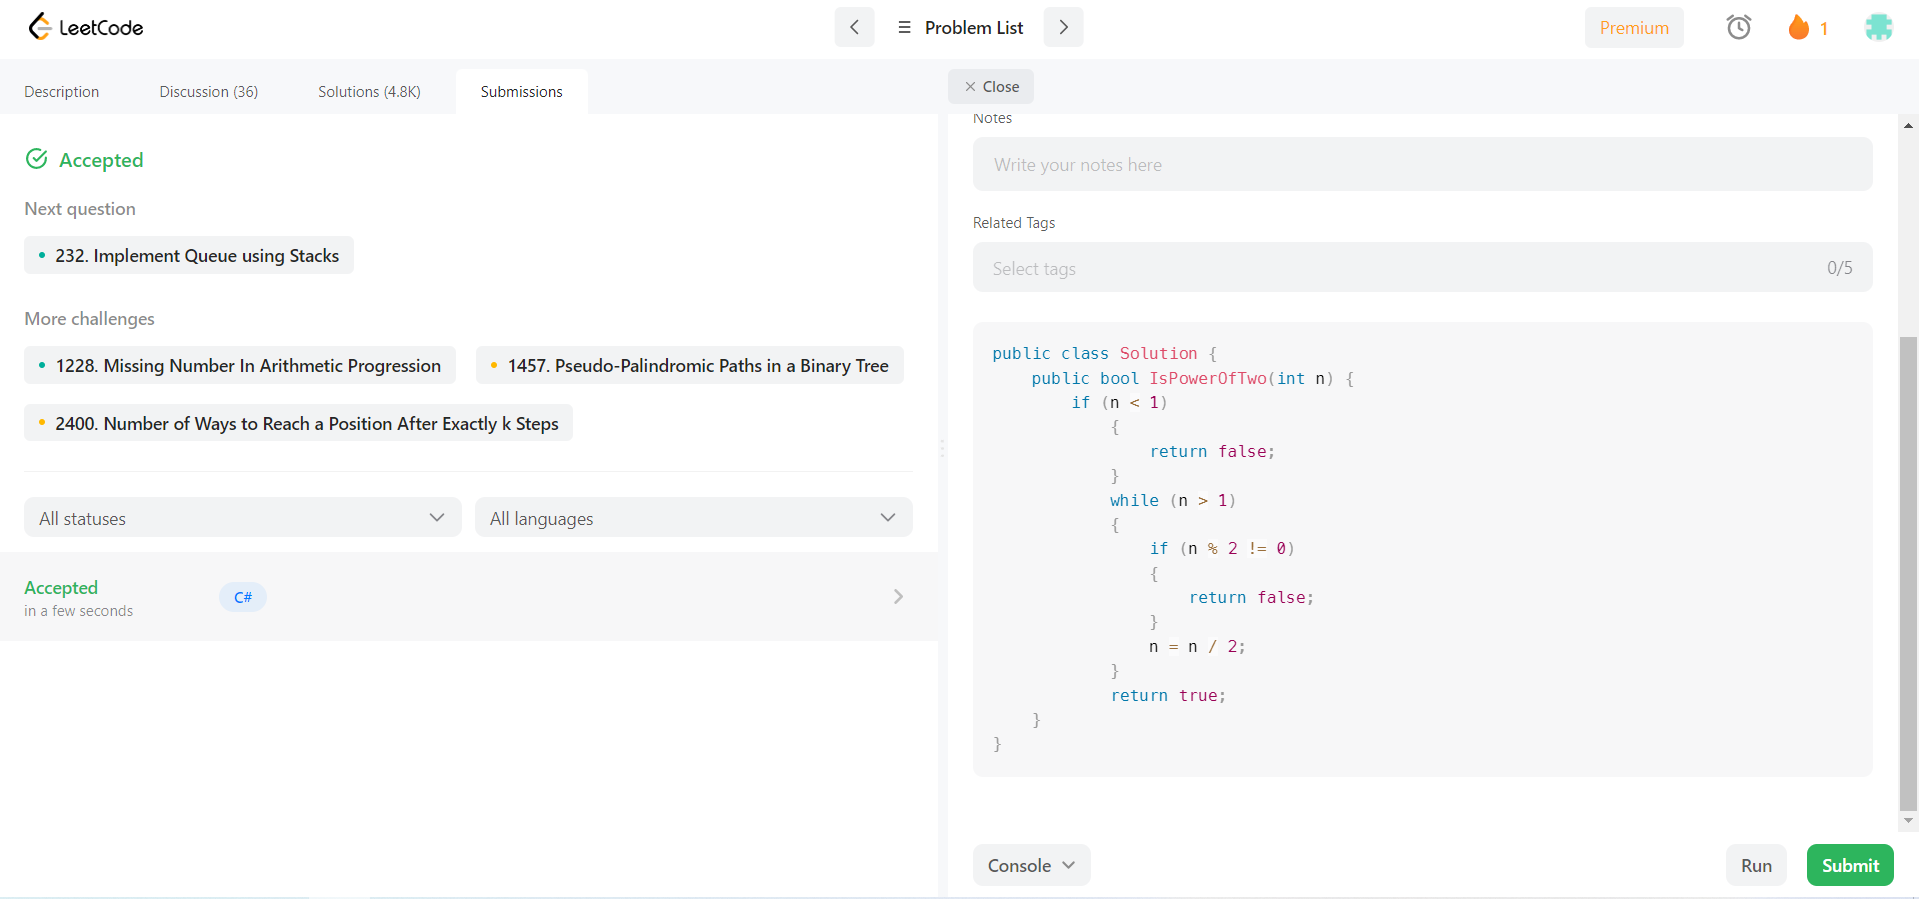 LeetCode
Problem List
Premium
1
Description
Discussion (36)
Solutions (4.8K)
Submissions
Close
Accepted
Next question
232. Implement Queue using Stacks
More challenges
1228. Missing Number In Arithmetic Progression
1457. Pseudo-Palindromic Paths in a Binary Tree
2400. Number of Ways to Reach a Position After Exactly k Steps
All statuses
All languages
Accepted
in a few seconds
C#
Notes
Write your notes here
Related Tags
Select tags
0/5
public class Solution {
    public bool IsPowerOfTwo(int n) {
        if (n < 1)
            {
                return false;
            }
            while (n > 1)
            {
                if (n % 2 != 0)
                {
                    return false;
                }
                n = n / 2;
            }
            return true;
    }
}
Console
Run
Submit